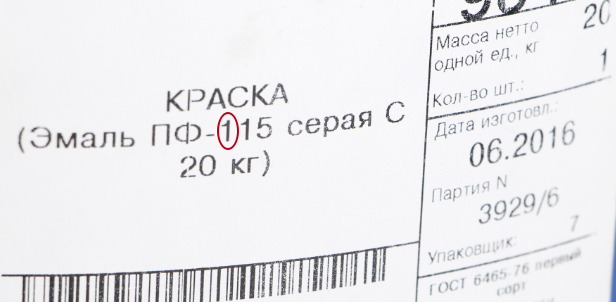 КРАСКА
(Эмаль ПФ-115 серая С
20 кг)
Масса нетто 20
одной ед., кг
Кол-во шт.: 1
Дата изготовл.:
06.2016
Партия N
3929/6
Упаковщик: 7
ГОСТ 6465-76 первый
сорт